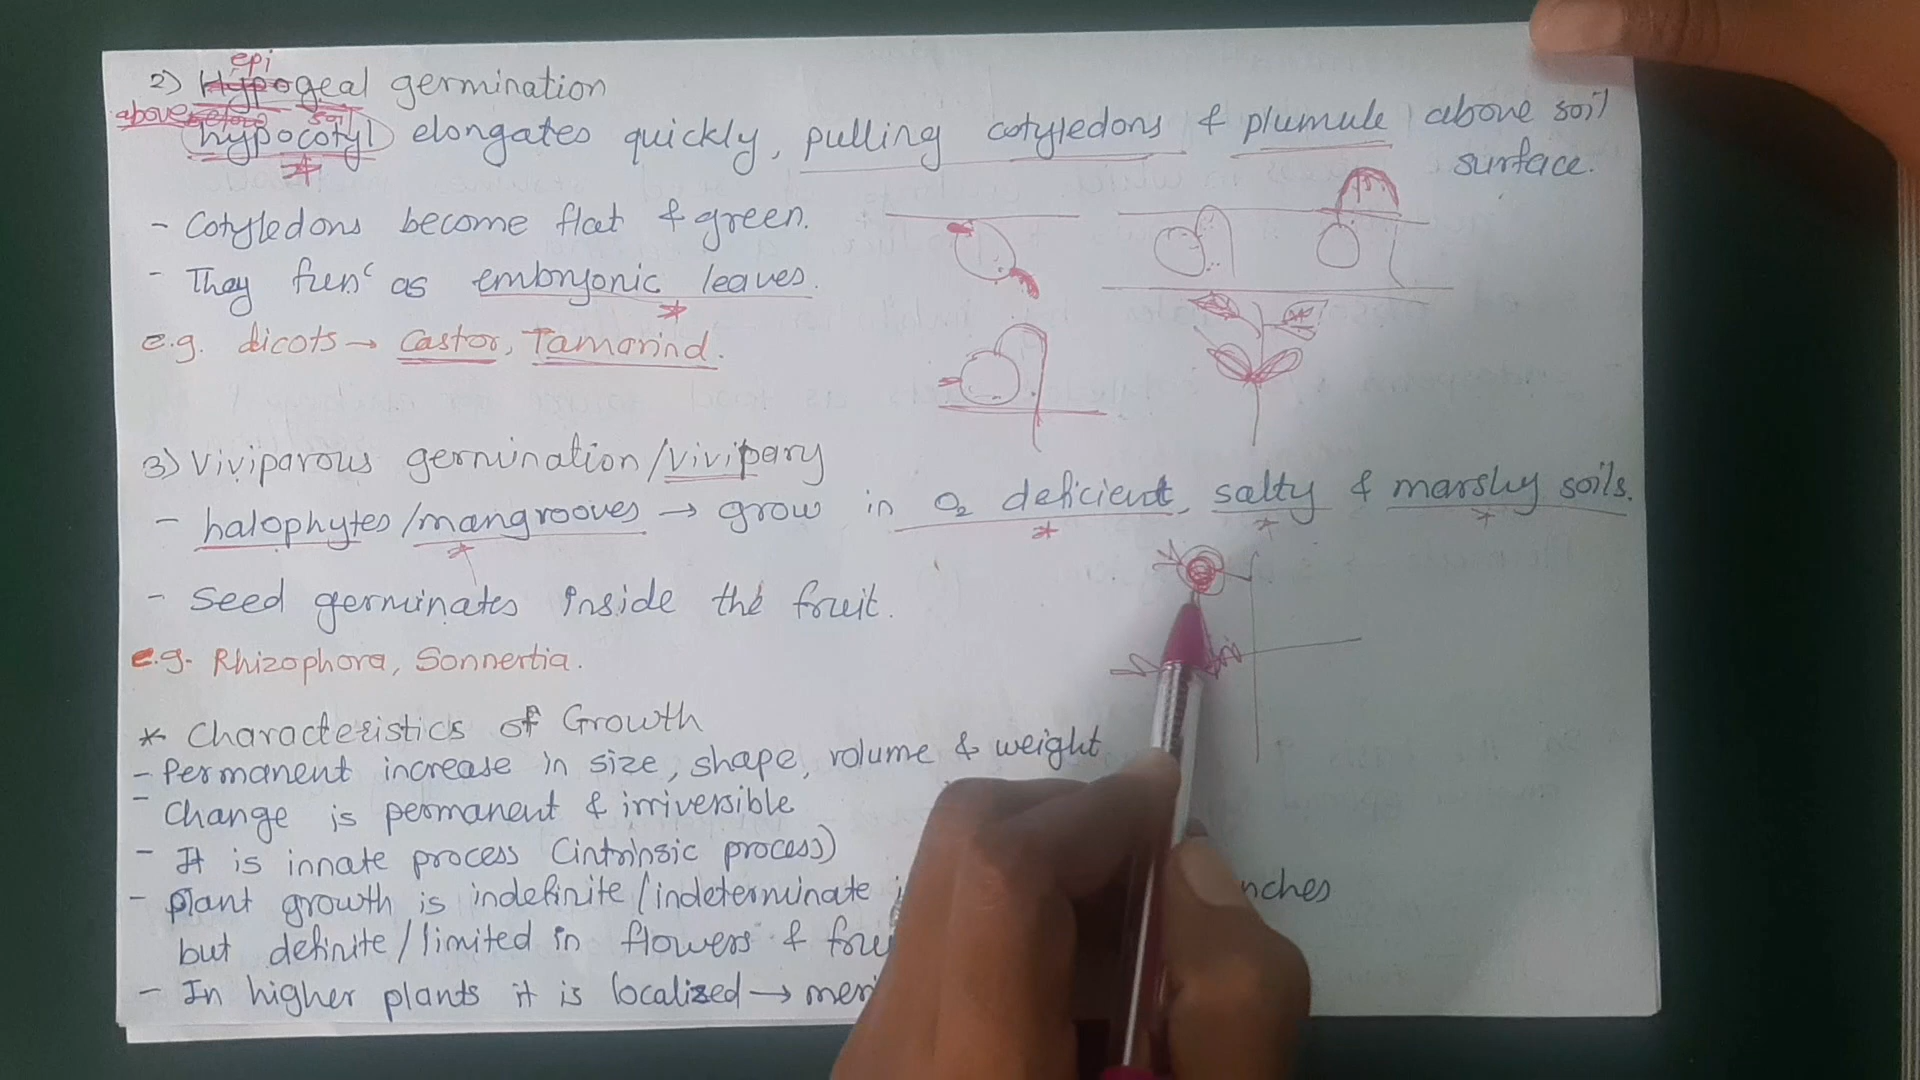 epi
2) Hypogeal germination
above below soil
hypocotyl elongates quickly, pulling cotyledons & plumule above soil
surface.
- Cotyledons become flat & green.
- They funⁿᶜ as embryonic leaves.
e.g. dicots → Castor, Tamarind.
3) Viviparous germination/vivipary
- halophytes/mangrooves → grow in O₂ deficient, salty & marshy soils.
- Seed germinates inside the fruit.
e.g. Rhizophora, Sonnertia.
* Characteristics of Growth
- Permanent increase in size, shape, volume & weight
- Change is permanent & irriversible
- It is innate process (intrinsic process)
- Plant growth is indefinite/indeterminate nches
but definite/limited in flowers & frui
- In higher plants it is localized → meri